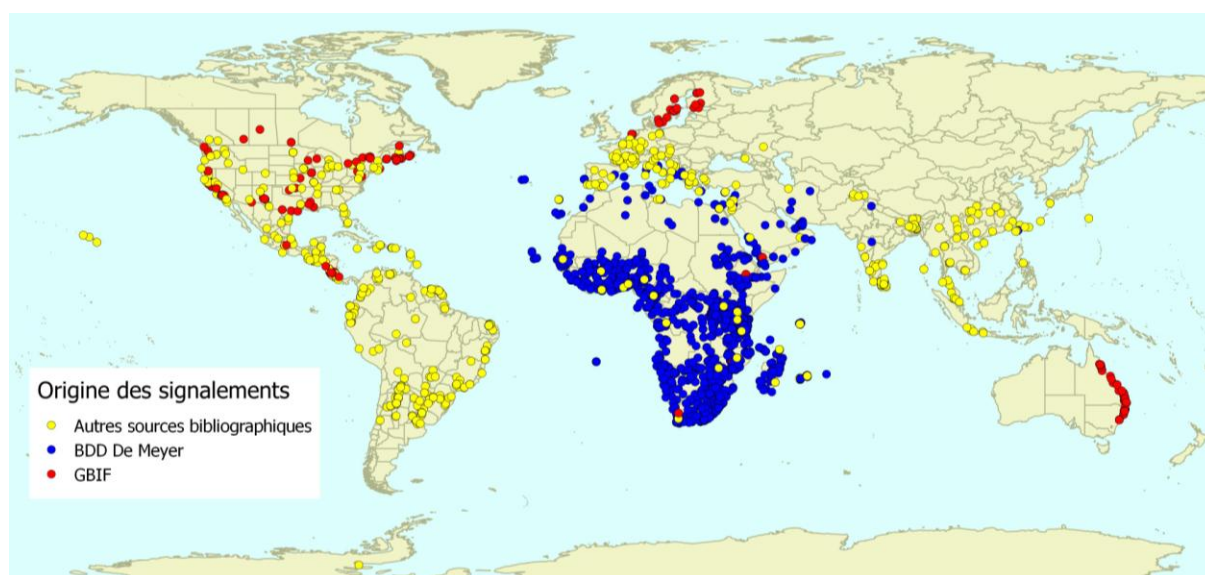 Origine des signalements
Autres sources bibliographiques
BDD De Meyer
GBIF